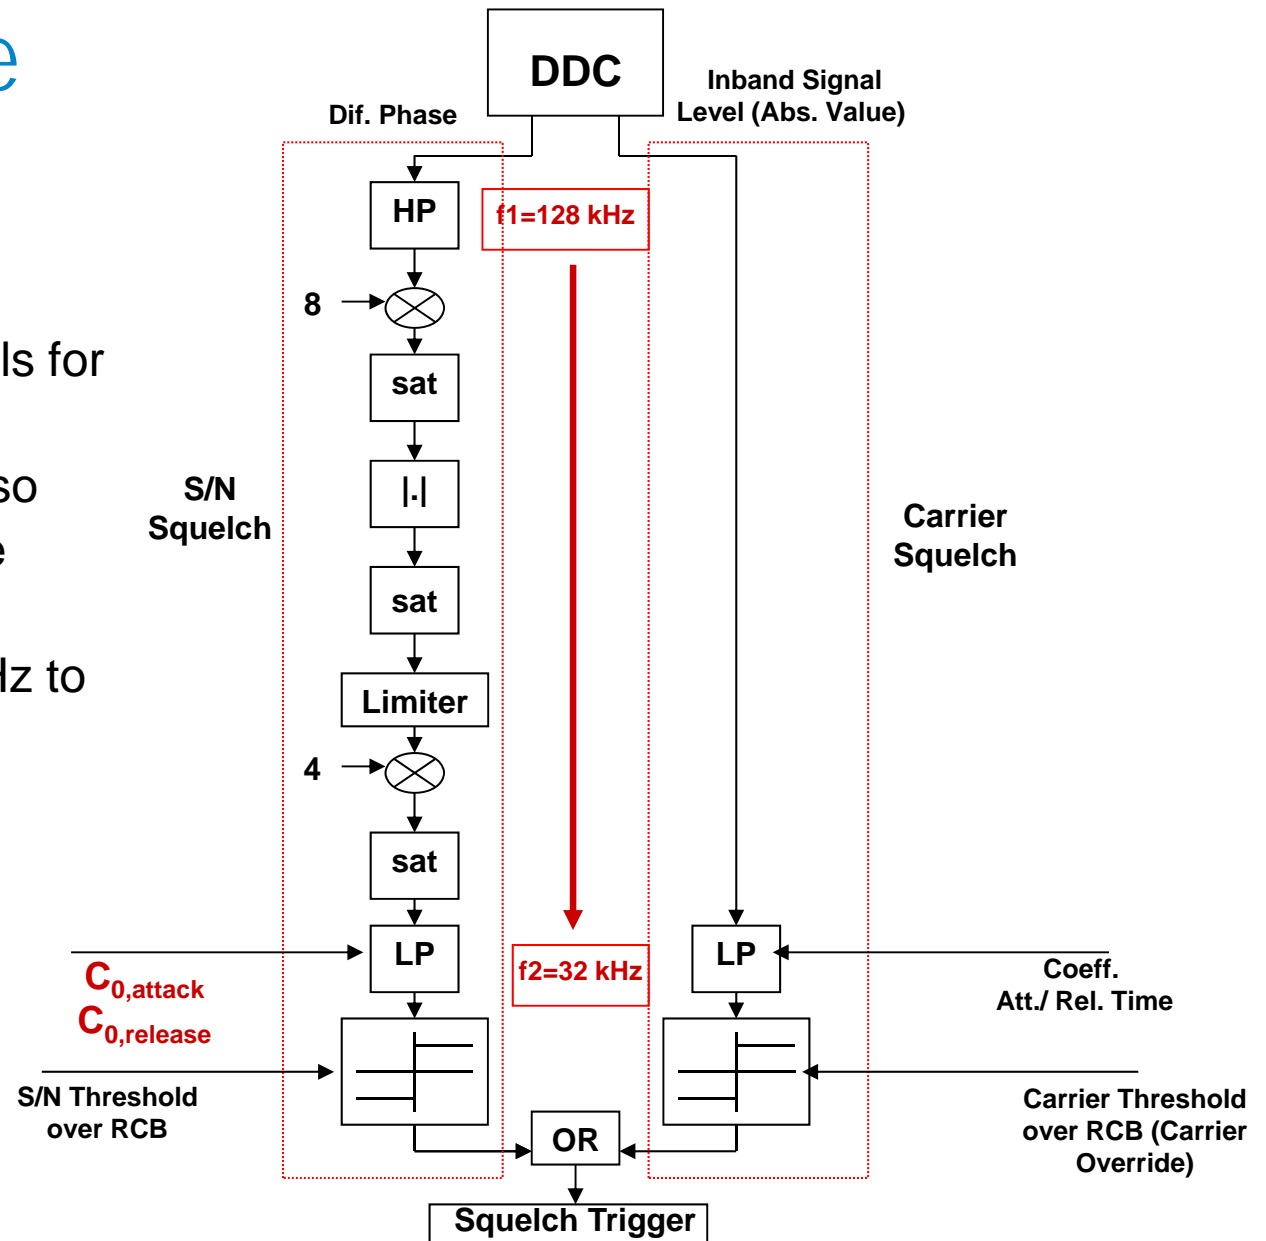 e
DDC
Inband Signal
Level (Abs. Value)
Dif. Phase
HP
f1=128 kHz
8
ls for
sat
so
S/N
Squelch
|.|
Carrier
Squelch
e
sat
Hz to
Limiter
4
sat
LP
f2=32 kHz
LP
C0,attack
C0,release
Coeff.
Att./ Rel. Time
S/N Threshold
over RCB
Carrier Threshold
over RCB (Carrier
Override)
OR
Squelch Trigger